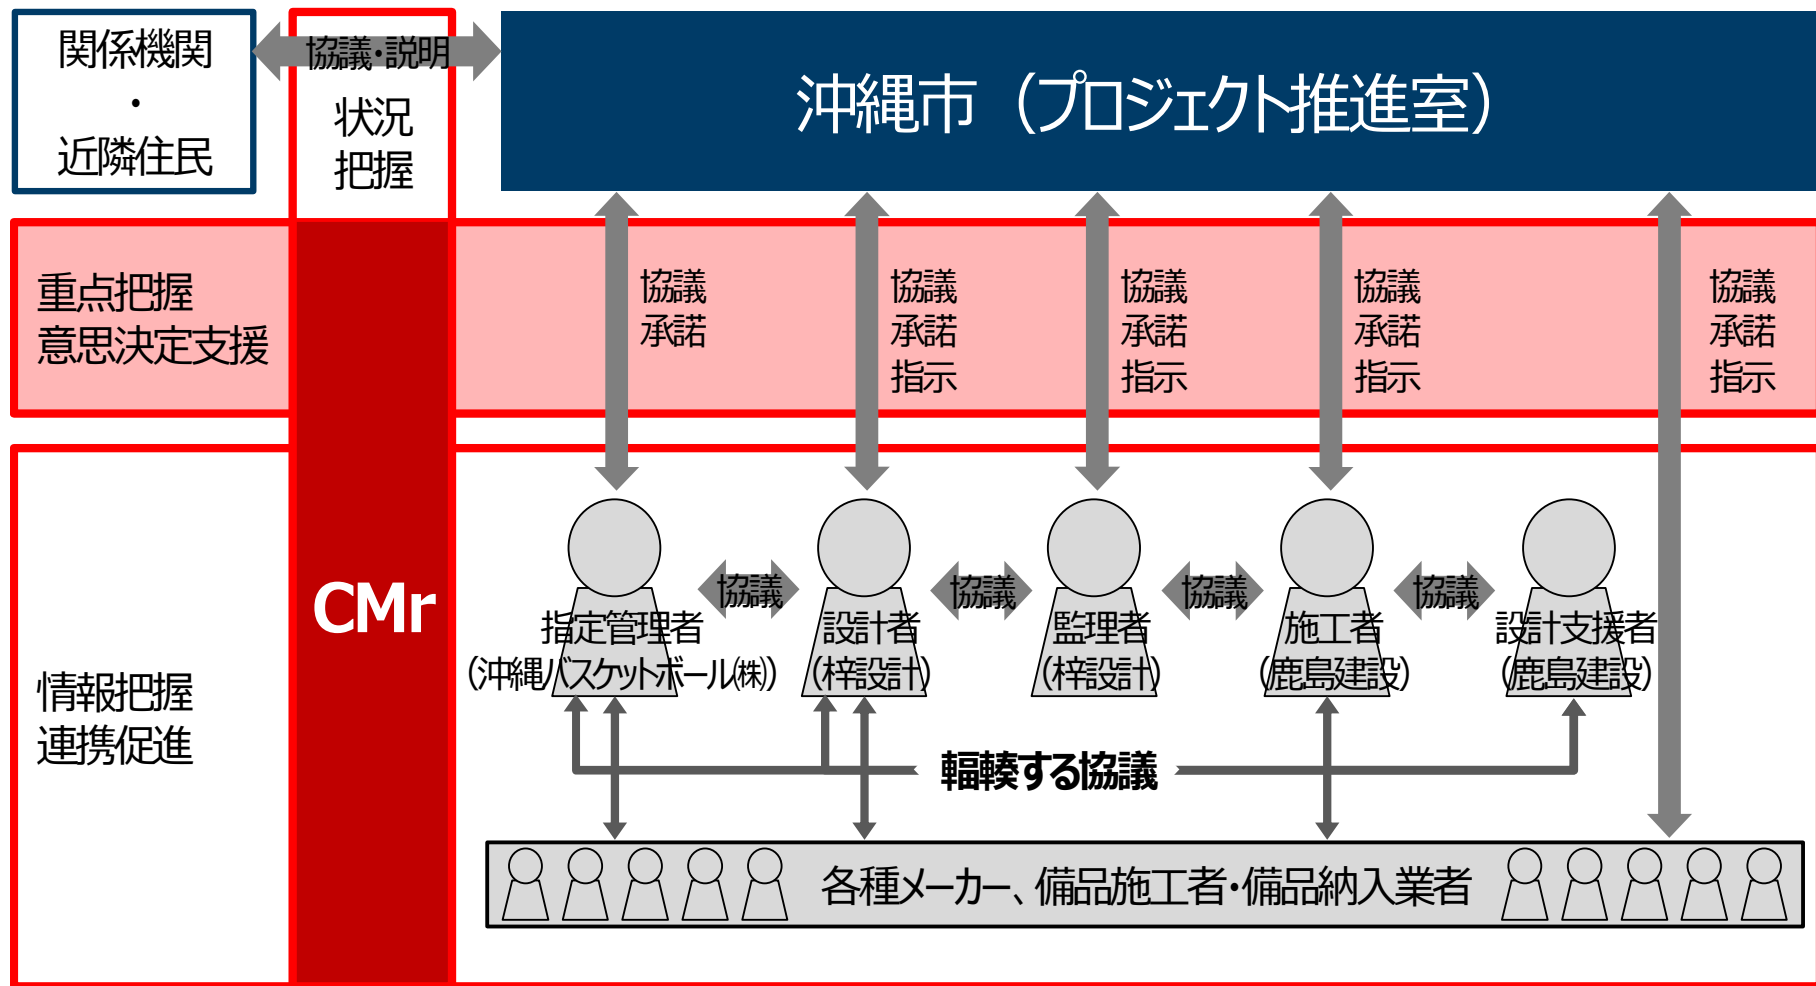 関係機関
・
近隣住民
協議・説明
状況
把握
沖縄市（プロジェクト推進室）
重点把握
意思決定支援
協議
承諾
協議
承諾
指示
協議
承諾
指示
協議
承諾
指示
協議
承諾
指示
CMr
情報把握
連携促進
協議
協議
協議
協議
指定管理者
（沖縄バスケットボール㈱）
設計者
（梓設計）
監理者
（梓設計）
施工者
（鹿島建設）
設計支援者
（鹿島建設）
輻輳する協議
各種メーカー、備品施工者・備品納入業者